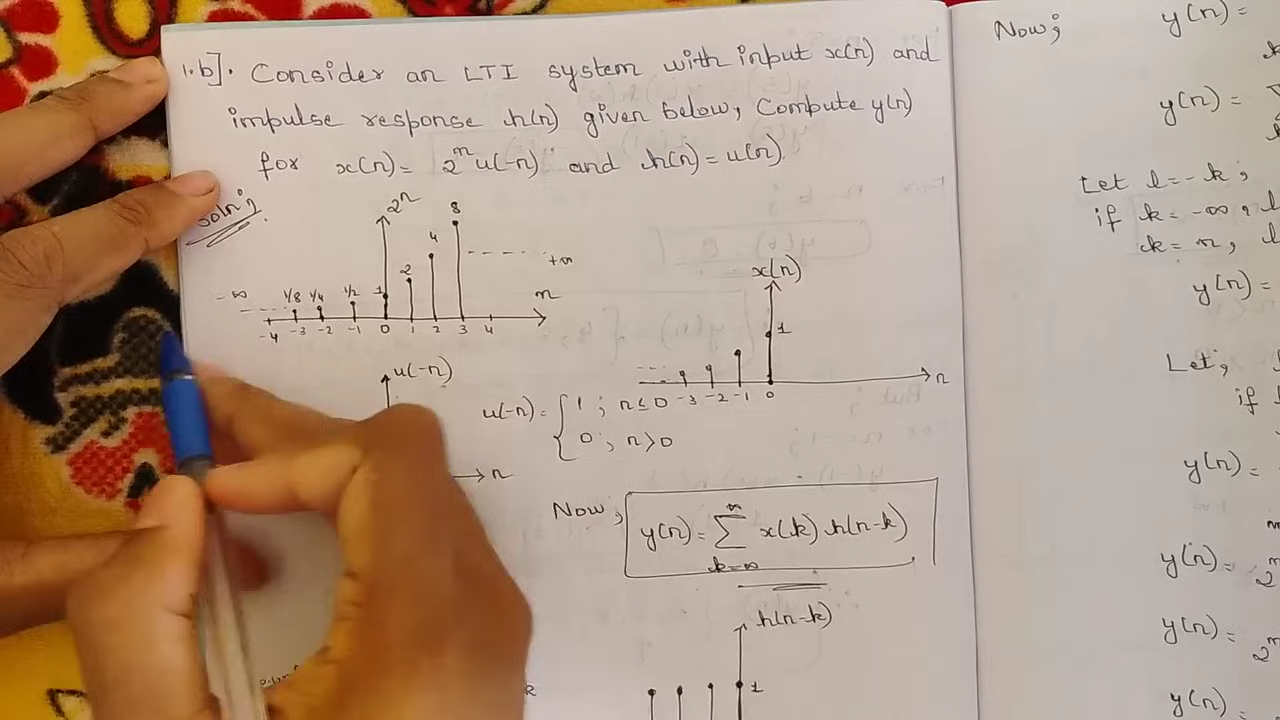 1.b]. Consider an LTI system with input x(n) and
impulse response h(n) given below, Compute y(n)
for x(n) = 2ⁿ u(-n) and h(n) = u(n).
Soln;
2ⁿ
8
4
2
1
1/2
1/4
1/8
-∞
+∞
n
-4 -3 -2 -1 0 1 2 3 4
x(n)
1
-3 -2 -1 0
n
u(-n)
n
u(-n) = { 1 ; n ≤ 0
0 ; n > 0
Now,
y(n) = ∑ x(k) h(n-k)
∞
k=∞
h(n-k)
1
k
Now;
y(n) =
y(n) =
Let l = -k;
if k = -∞, l
k = n, l
y(n) =
Let,
if
y(n) =
y(n) =
y(n) =
y(n) =